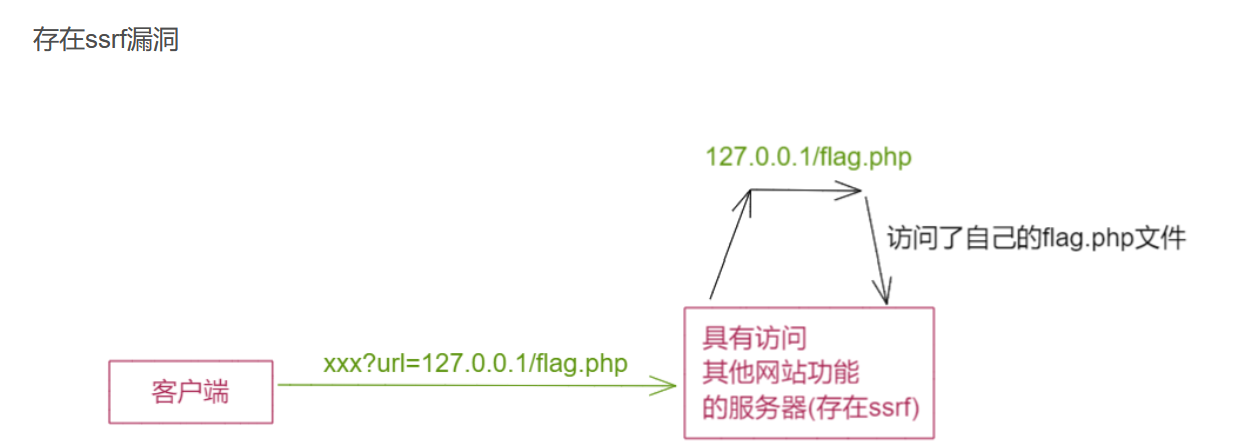 存在ssrf漏洞
127.0.0.1/flag.php
访问了自己的flag.php文件
xxx?url=127.0.0.1/flag.php
客户端
具有访问
其他网站功能
的服务器(存在ssrf)